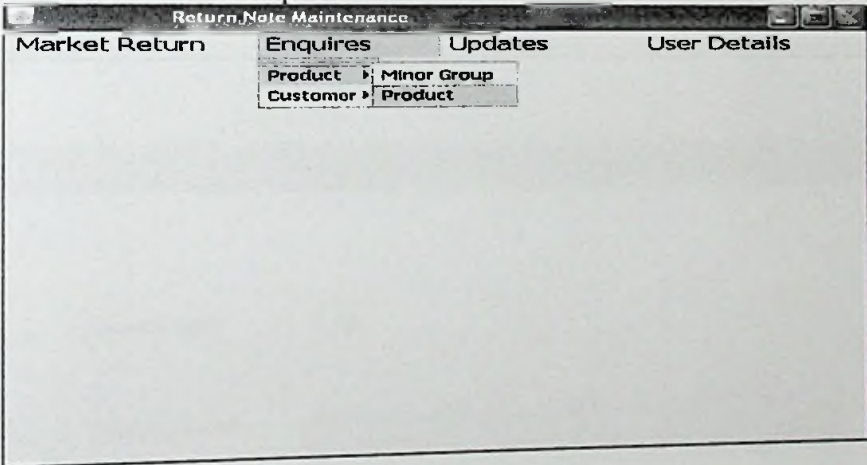 Return Note Maintenance
Market Return Enquires Updates User Details
Product Minor Group
Customer Product